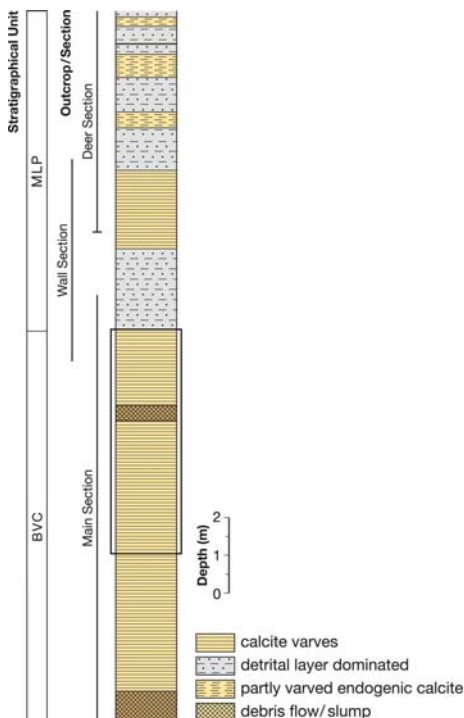 Stratigraphical Unit
Outcrop/Section
MLP
BVC
Deer Section
Wall Section
Main Section
Depth (m)
2
1
0
calcite varves
detrital layer dominated
partly varved endogenic calcite
debris flow/slump